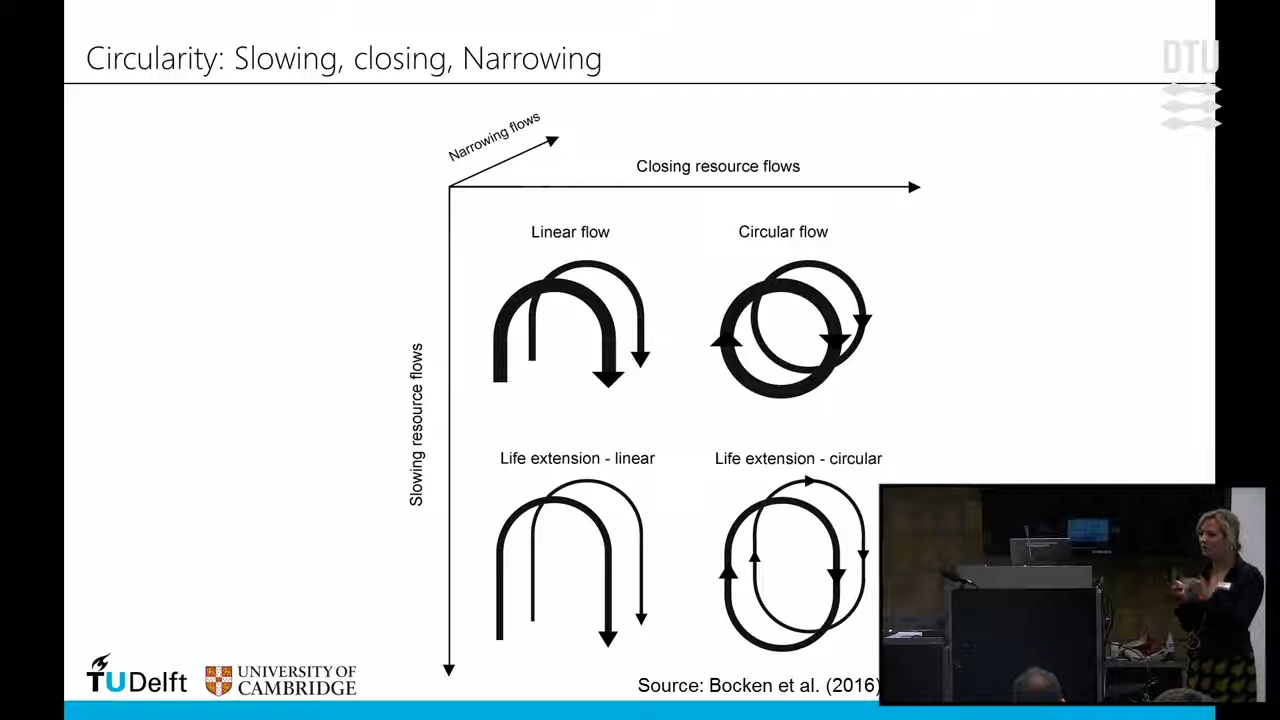 Circularity: Slowing, closing, Narrowing
DTU
Narrowing flows
Closing resource flows
Linear flow
Circular flow
Slowing resource flows
Life extension - linear
Life extension - circular
TUDelft
UNIVERSITY OF
CAMBRIDGE
Source: Bocken et al. (2016)